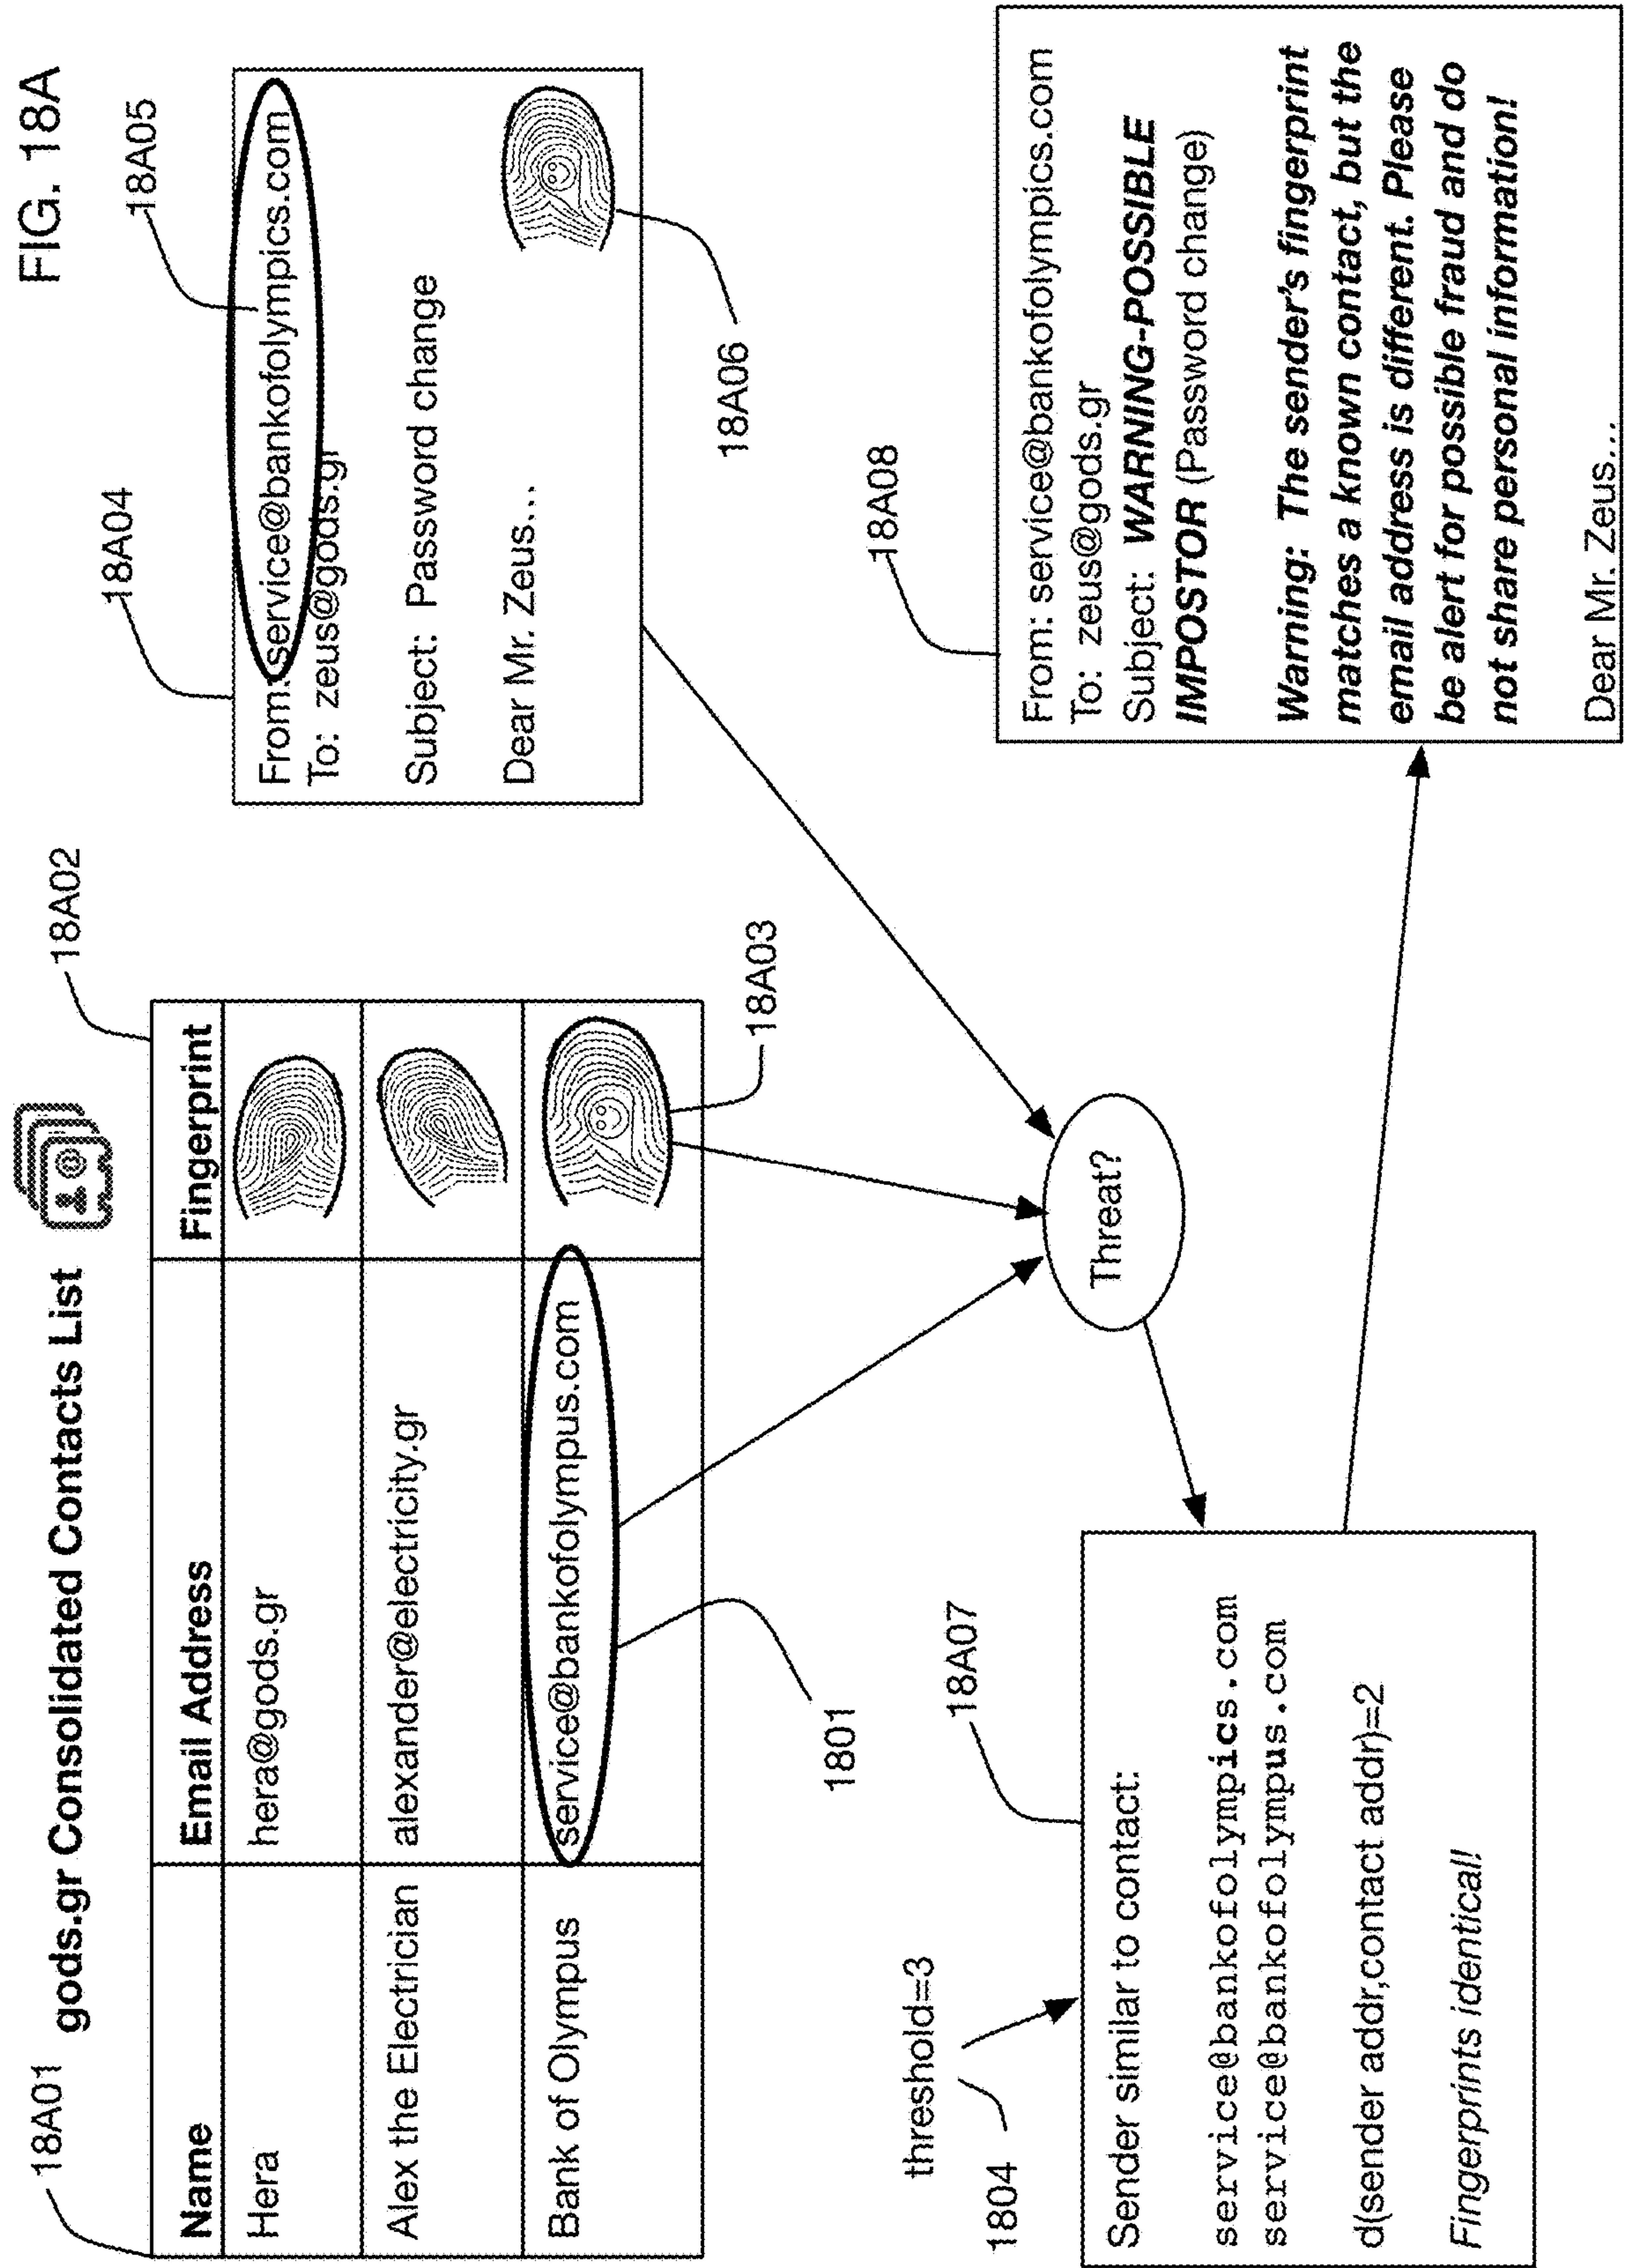 FIG. 18A
18A01
gods.gr Consolidated Contacts List
18A02
Name Email Address Fingerprint
Hera hera@gods.gr
Alex the Electrician alexander@electricity.gr
Bank of Olympus service@bankofolympus.com
18A03
1801
18A04
18A05
From: service@bankofolympics.com
To: zeus@gods.gr
Subject: Password change
Dear Mr. Zeus...
18A06
Threat?
threshold=3
1804
18A07
Sender similar to contact:
service@bankofolympics.com
service@bankofolympus.com
d(sender addr,contact addr)=2
Fingerprints identical!
18A08
From: service@bankofolympics.com
To: zeus@gods.gr
Subject: WARNING-POSSIBLE
IMPOSTOR (Password change)
Warning: The sender's fingerprint
matches a known contact, but the
email address is different. Please
be alert for possible fraud and do
not share personal information!
Dear Mr. Zeus...